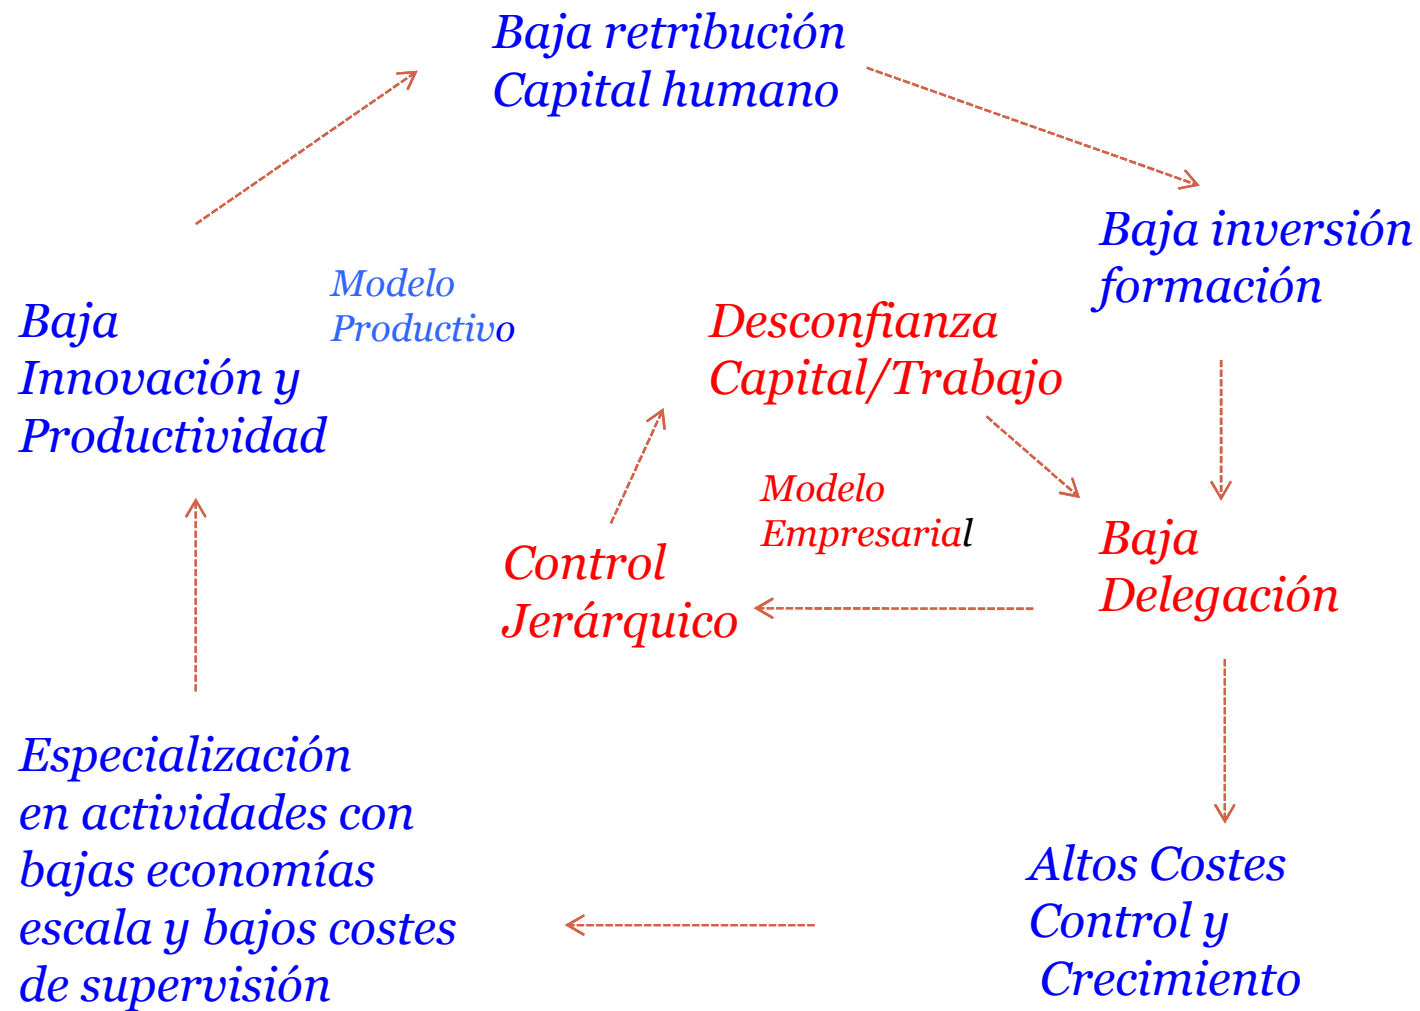 Baja retribución
Capital humano
Baja inversión
formación
Modelo
Productivo
Baja
Innovación y
Productividad
Desconfianza
Capital/Trabajo
Modelo
Empresarial
Baja
Delegación
Control
Jerárquico
Especialización
en actividades con
bajas economías
escala y bajos costes
de supervisión
Altos Costes
Control y
Crecimiento